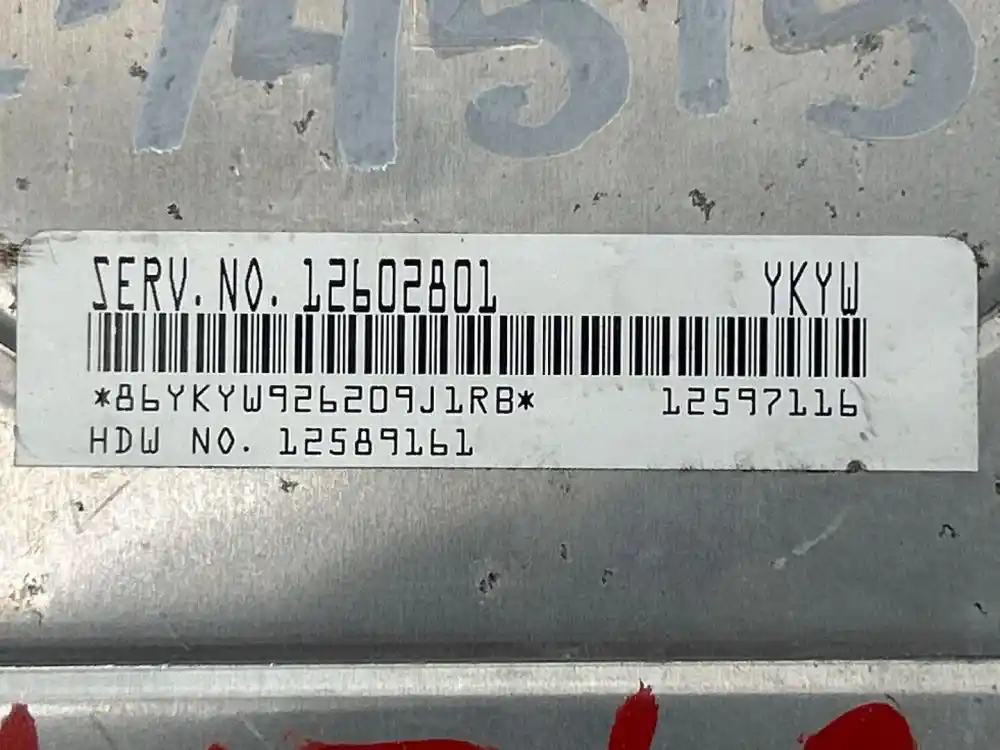 SERV. NO. 12602801 YKYW
*86YKYW926209J1RB* 12597116
HDW NO. 12589161